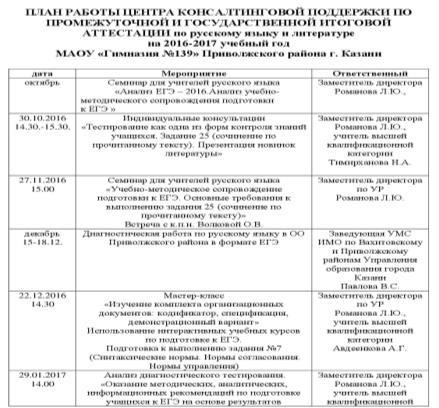 ПЛАН РАБОТЫ ЦЕНТРА КОНСАЛТИНГОВОЙ ПОДДЕРЖКИ ПО
ПРОМЕЖУТОЧНОЙ И ГОСУДАРСТВЕННОЙ ИТОГОВОЙ
АТТЕСТАЦИИ по русскому языку и литературе
на 2016-2017 учебный год
МАОУ «Гимназия №139» Приволжского района г. Казани
дата
Мероприятие
Ответственный
октябрь
Семинар для учителей русского языка
«Анализ ЕГЭ – 2016.Анализ учебно-
методического сопровождения подготовки
к ЕГЭ »
Заместитель директора
Романова Л.Ю.,
30.10.2016
14.30.-15.30.
Индивидуальные консультации
«Тестирование как одна из форм контроля знаний
учащихся. Задание 25 (сочинение по
прочитанному тексту). Презентация новинок
литературы»
Заместитель директора
Романова Л.Ю.,
учитель высшей
квалификационной
категории
Тимирханова Н.А.
27.11.2016
15.00
Семинар для учителей русского языка
«Учебно-методическое сопровождение
подготовки к ЕГЭ. Основные требования к
выполнению задания 25 (сочинение по
прочитанному тексту)»
Встреча с к.п.н. Волковой О.В.
Заместитель директора
по УР
Романова Л.Ю.
декабрь
15-18.12.
Диагностическая работа по русскому языку в ОО
Приволжского района в формате ЕГЭ
Заведующая УМС
ИМО по Вахитовскому
и Приволжскому
районам Управления
образования города
Казани
Павлова В.С.
22.12.2016
14.30
Мастер-класс
«Изучение комплекта организационных
документов: кодификатор, спецификация,
демонстрационный вариант»
Использование интерактивных учебных курсов
по подготовке к ЕГЭ.
Подготовка к выполнению задания №7
(Синтаксические нормы. Нормы согласования.
Нормы управления)
Заместитель директора
по УР
Романова Л.Ю.,
учитель высшей
квалификационной
категории
Авдеенкова А.Г.
29.01.2017
14.00
Анализ диагностического тестирования.
«Оказание методических, аналитических,
информационных рекомендаций по подготовке
учащихся к ЕГЭ на основе результатов
Заместитель директора
Романова Л.Ю.,
учитель высшей
квалификационной